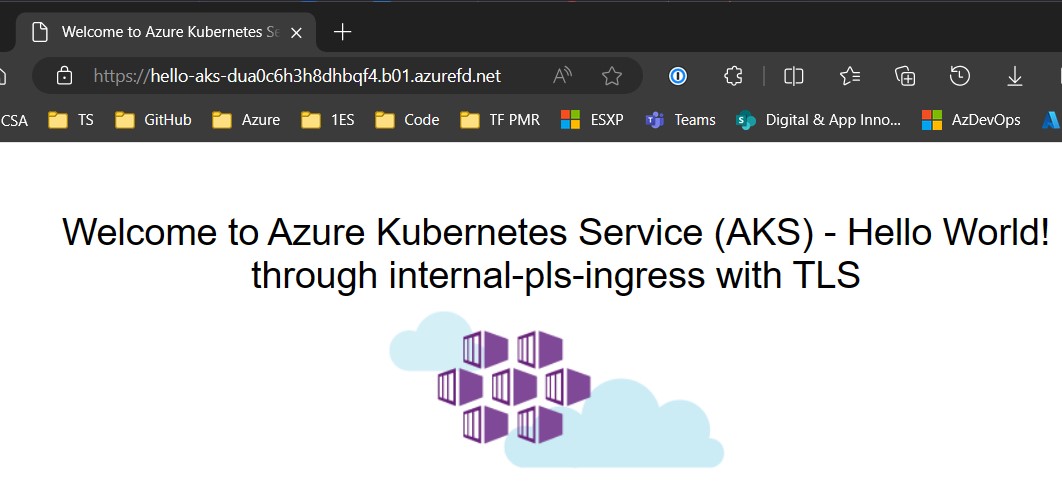 Welcome to Azure Kubernetes Se
https://hello-aks-dua0c6h3h8dhbqf4.b01.azurefd.net
CSA TS GitHub Azure 1ES Code TF PMR ESXP Teams Digital & App Inno... AzDevOps
Welcome to Azure Kubernetes Service (AKS) - Hello World!
through internal-pls-ingress with TLS